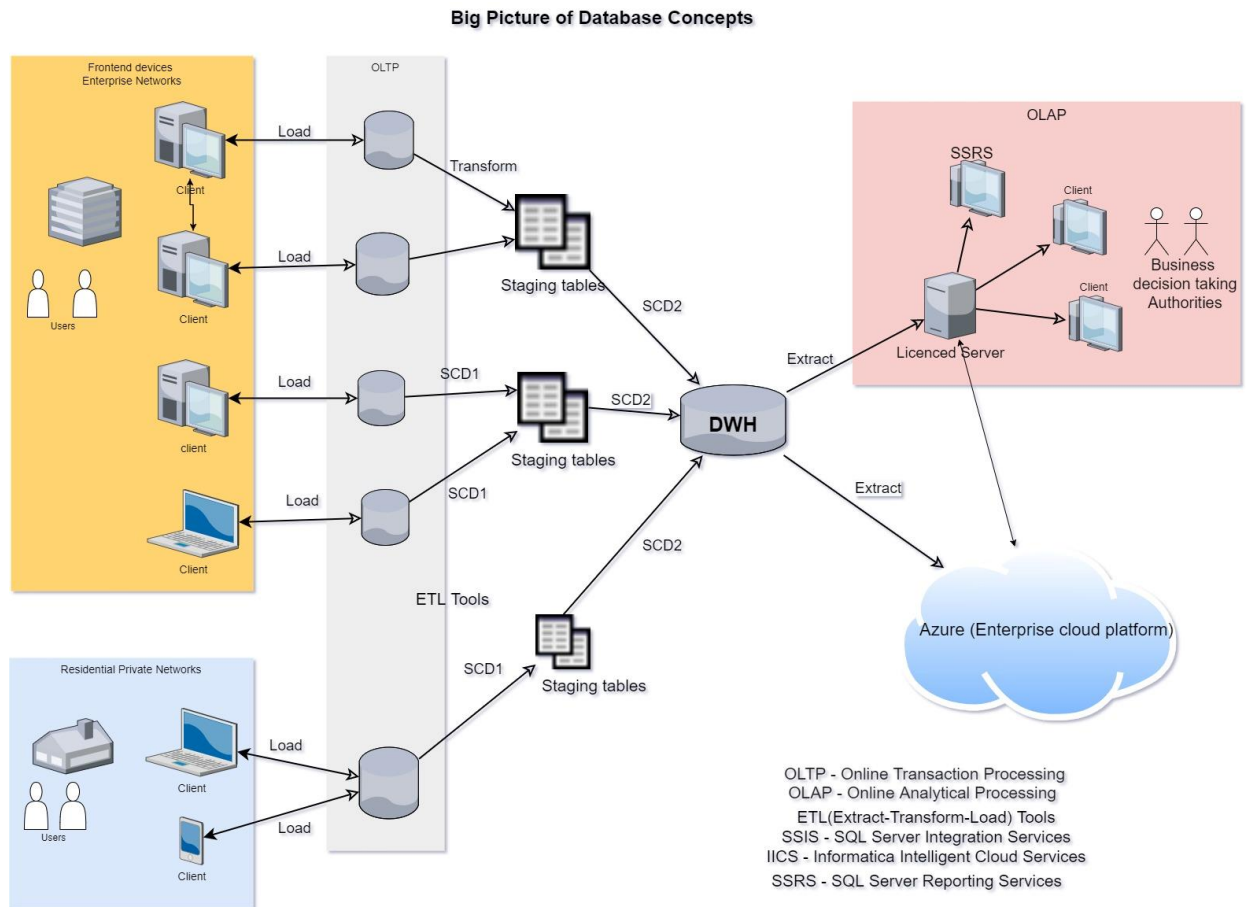 Big Picture of Database Concepts
Frontend devices
Enterprise Networks
OLTP
Client
Load
Transform
Client
Load
Users
Staging tables
SCD2
client
Load
SCD1
Staging tables
SCD2
Client
Load
SCD1
DWH
ETL Tools
SCD1
Staging tables
SCD2
Residential Private Networks
Client
Load
Users
Client
Load
Extract
Extract
OLAP
SSRS
Client
Client
Business
decision taking
Authorities
Licenced Server
Azure (Enterprise cloud platform)
OLTP - Online Transaction Processing
OLAP - Online Analytical Processing
ETL(Extract-Transform-Load) Tools
SSIS - SQL Server Integration Services
IICS - Informatica Intelligent Cloud Services
SSRS - SQL Server Reporting Services